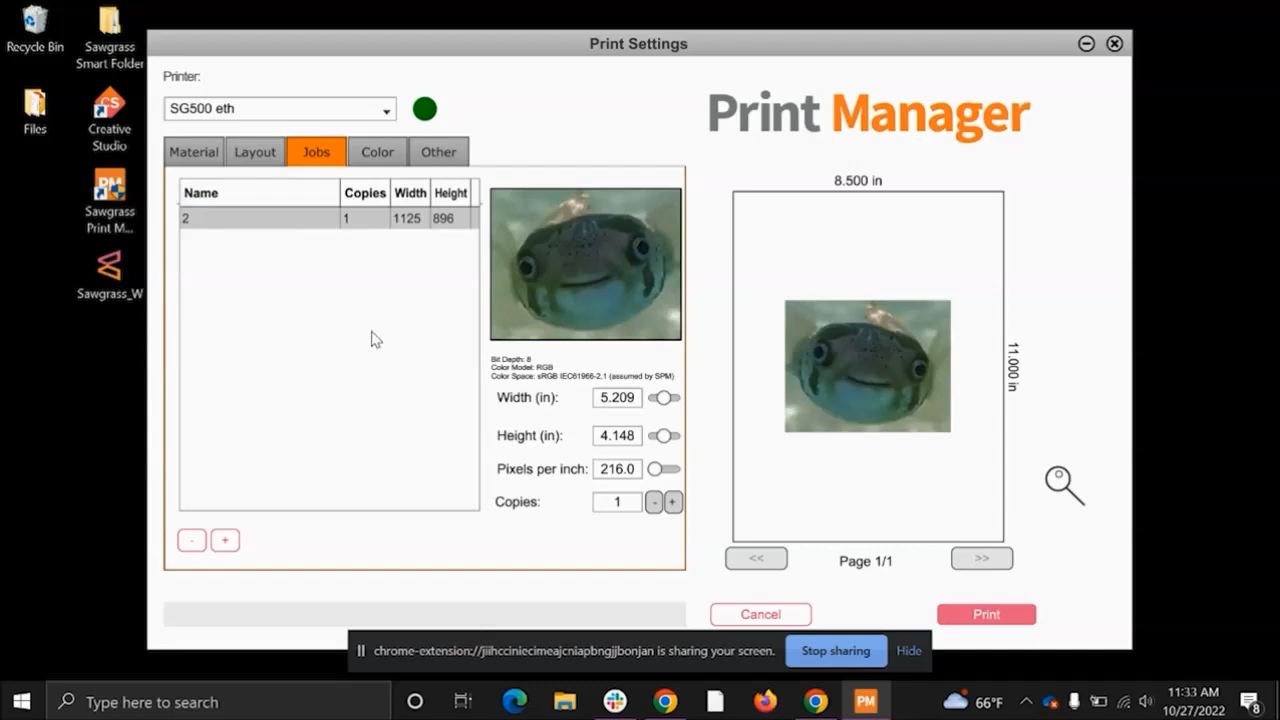 Recycle Bin
Sawgrass
Smart Folder
Files
CS
Creative
Studio
PM
Sawgrass
Print M...
Sawgrass_W
Print Settings
Printer:
SG500 eth
Print Manager
Material
Layout
Jobs
Color
Other
Name Copies Width Height
2 1 1125 896
Bit Depth: 8
Color Model: RGB
Color Space: sRGB IEC61966-2.1 (assumed by SPM)
Width (in): 5.209
Height (in): 4.148
Pixels per inch: 216.0
Copies: 1 - +
- +
8.500 in
11.000 in
<< Page 1/1 >>
Cancel
Print
chrome-extension://jiihcciniecimeajcniapbngjjbonjan is sharing your screen.
Stop sharing
Hide
Type here to search
PM
66°F
11:33 AM
10/27/2022
8